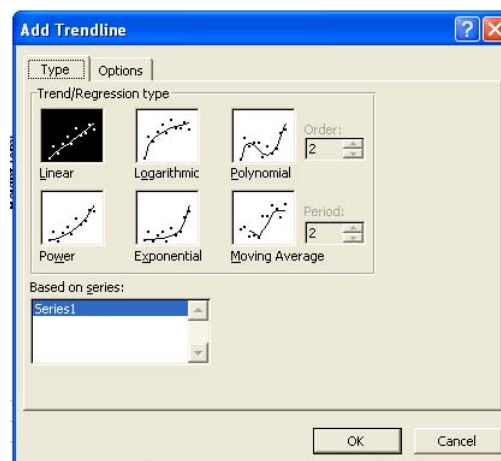 Add Trendline
Type
Options
Trend/Regression type
Linear
Logarithmic
Polynomial
Order:
2
Power
Exponential
Moving Average
Period:
2
Based on series:
Series1
OK
Cancel